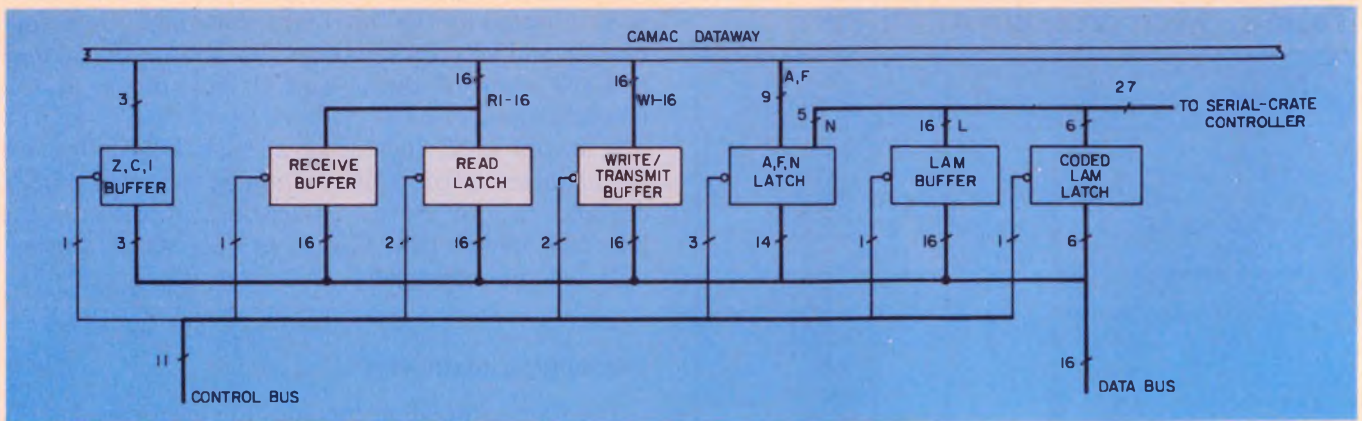 CAMAC DATAWAY
3
16
R1-16
16
W1-16
A,F
9
5
N
16
L
6
27
TO SERIAL-CRATE
CONTROLLER
Z, C, I
BUFFER
RECEIVE
BUFFER
READ
LATCH
WRITE/
TRANSMIT
BUFFER
A,F,N
LATCH
LAM
BUFFER
CODED
LAM
LATCH
1
3
1
16
2
16
2
16
3
14
1
16
1
6
11
CONTROL BUS
16
DATA BUS